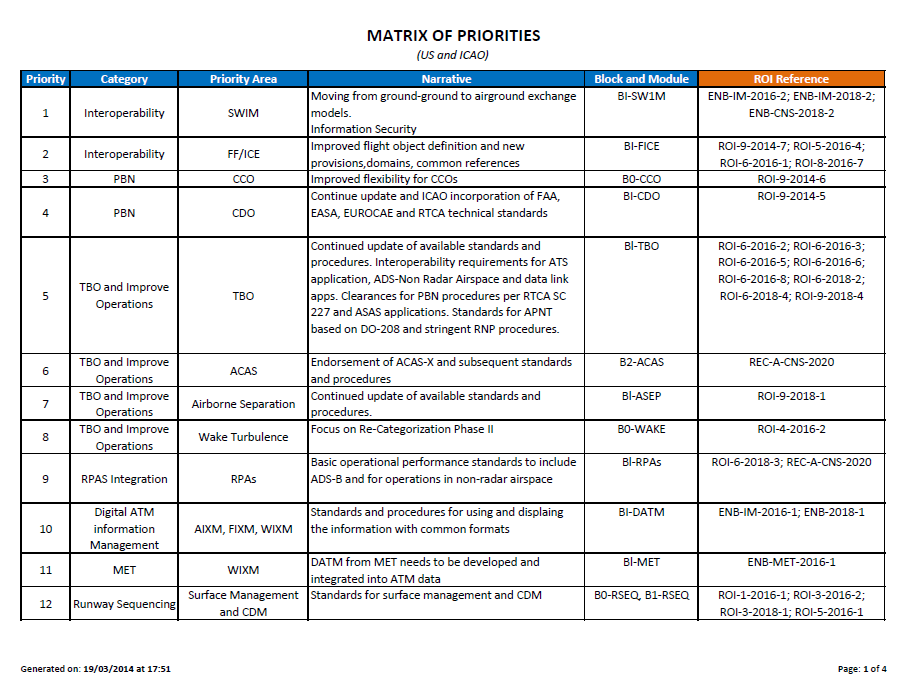 MATRIX OF PRIORITIES
(US and ICAO)
Priority Category Priority Area Narrative Block and Module ROI Reference
1
Interoperability
SWIM
Moving from ground-ground to airground exchange
models.
Information Security
BI-SW1M
ENB-IM-2016-2; ENB-IM-2018-2;
ENB-CNS-2018-2
2
Interoperability
FF/ICE
Improved flight object definition and new
provisions,domains, common references
BI-FICE
ROI-9-2014-7; ROI-5-2016-4;
ROI-6-2016-1; ROI-8-2016-7
3
PBN
CCO
Improved flexibility for CCOs
B0-CCO
ROI-9-2014-6
4
PBN
CDO
Continue update and ICAO incorporation of FAA,
EASA, EUROCAE and RTCA technical standards
BI-CDO
ROI-9-2014-5
5
TBO and Improve
Operations
TBO
Continued update of available standards and
procedures. Interoperability requirements for ATS
application, ADS-Non Radar Airspace and data link
apps. Clearances for PBN procedures per RTCA SC
227 and ASAS applications. Standards for APNT
based on DO-208 and stringent RNP procedures.
Bl-TBO
ROI-6-2016-2; ROI-6-2016-3;
ROI-6-2016-5; ROI-6-2016-6;
ROI-6-2016-8; ROI-6-2018-2;
ROI-6-2018-4; ROI-9-2018-4
6
TBO and Improve
Operations
ACAS
Endorsement of ACAS-X and subsequent standards
and procedures
B2-ACAS
REC-A-CNS-2020
7
TBO and Improve
Operations
Airborne Separation
Continued update of available standards and
procedures.
Bl-ASEP
ROI-9-2018-1
8
TBO and Improve
Operations
Wake Turbulence
Focus on Re-Categorization Phase II
B0-WAKE
ROI-4-2016-2
9
RPAS Integration
RPAs
Basic operational performance standards to include
ADS-B and for operations in non-radar airspace
Bl-RPAs
ROI-6-2018-3; REC-A-CNS-2020
10
Digital ATM
information
Management
AIXM, FIXM, WIXM
Standards and procedures for using and displaing
the information with common formats
BI-DATM
ENB-IM-2016-1; ENB-2018-1
11
MET
WIXM
DATM from MET needs to be developed and
integrated into ATM data
Bl-MET
ENB-MET-2016-1
12
Runway Sequencing
Surface Management
and CDM
Standards for surface management and CDM
B0-RSEQ, B1-RSEQ
ROI-1-2016-1; ROI-3-2016-2;
ROI-3-2018-1; ROI-5-2016-1
Generated on: 19/03/2014 at 17:51
Page: 1 of 4